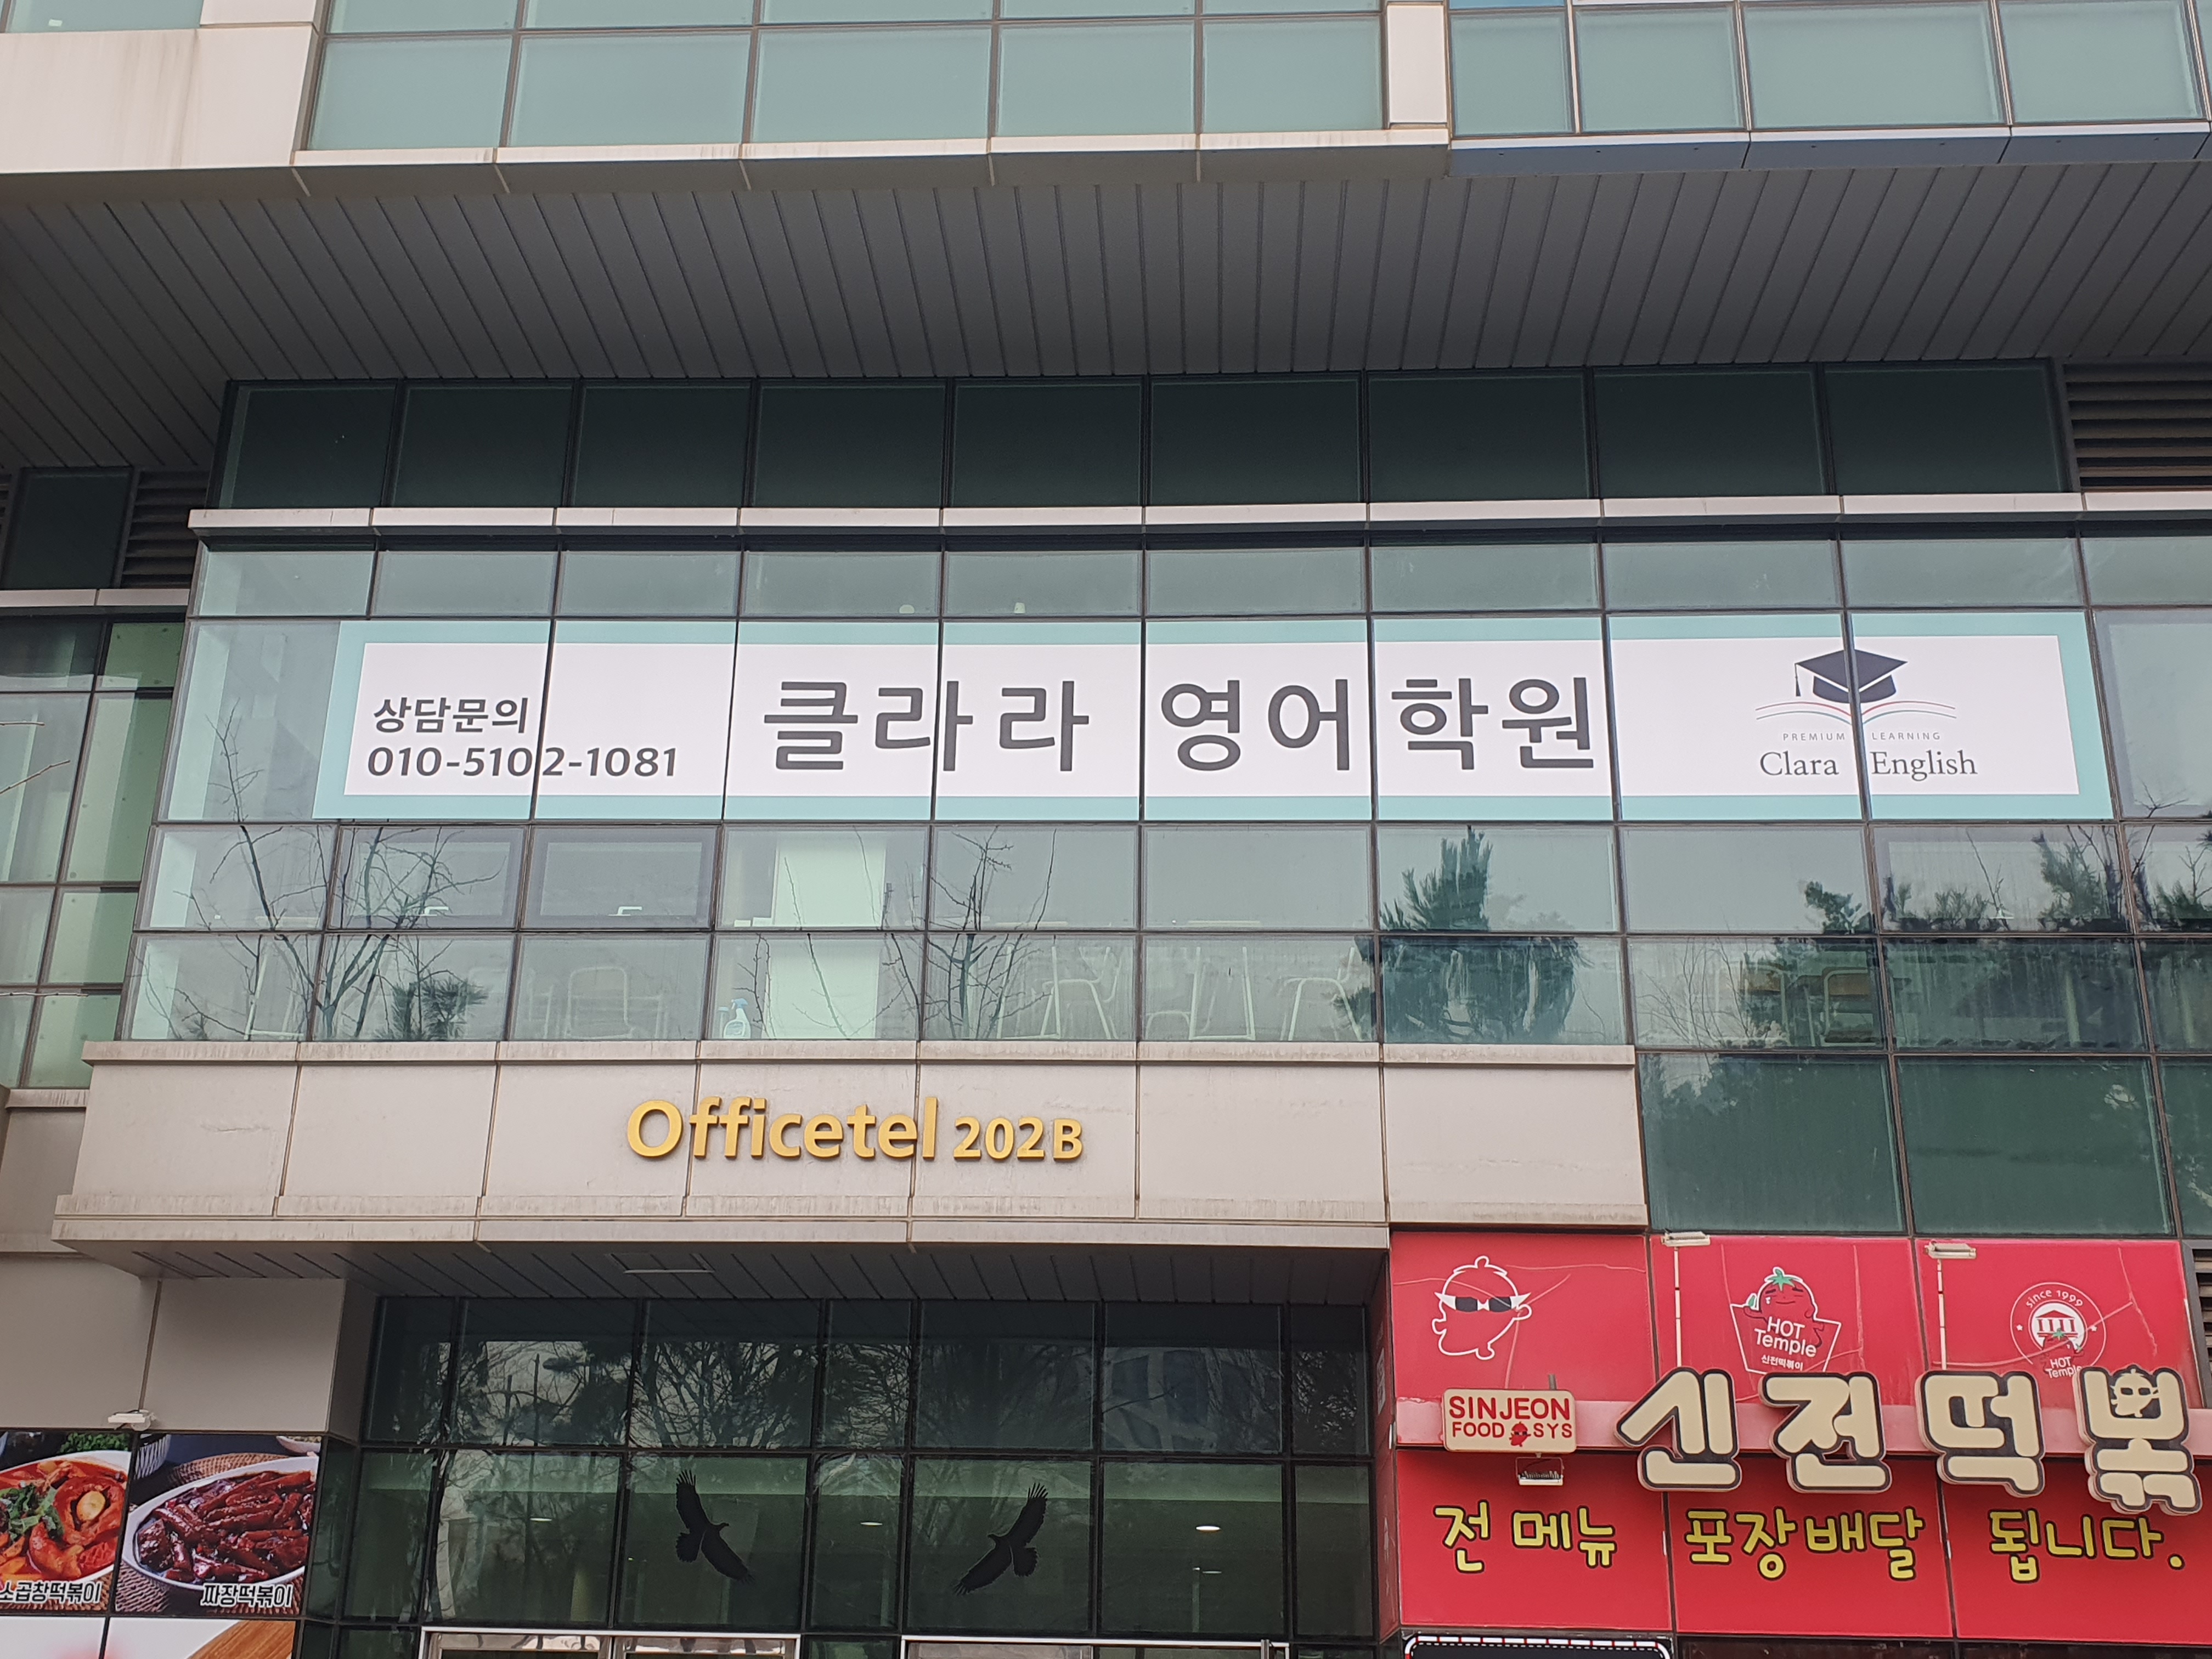 상담문의
010-5102-1081
클라라 영어학원
PREMIUM LEARNING
Clara English
Officetel 202B
HOT
Temple
신전떡볶이
since 1999
HOT
Temple
SINJEON
FOOD SYS
신전떡볶
전 메뉴 포장배달 됩니다.
소곱창떡볶이
짜장떡볶이